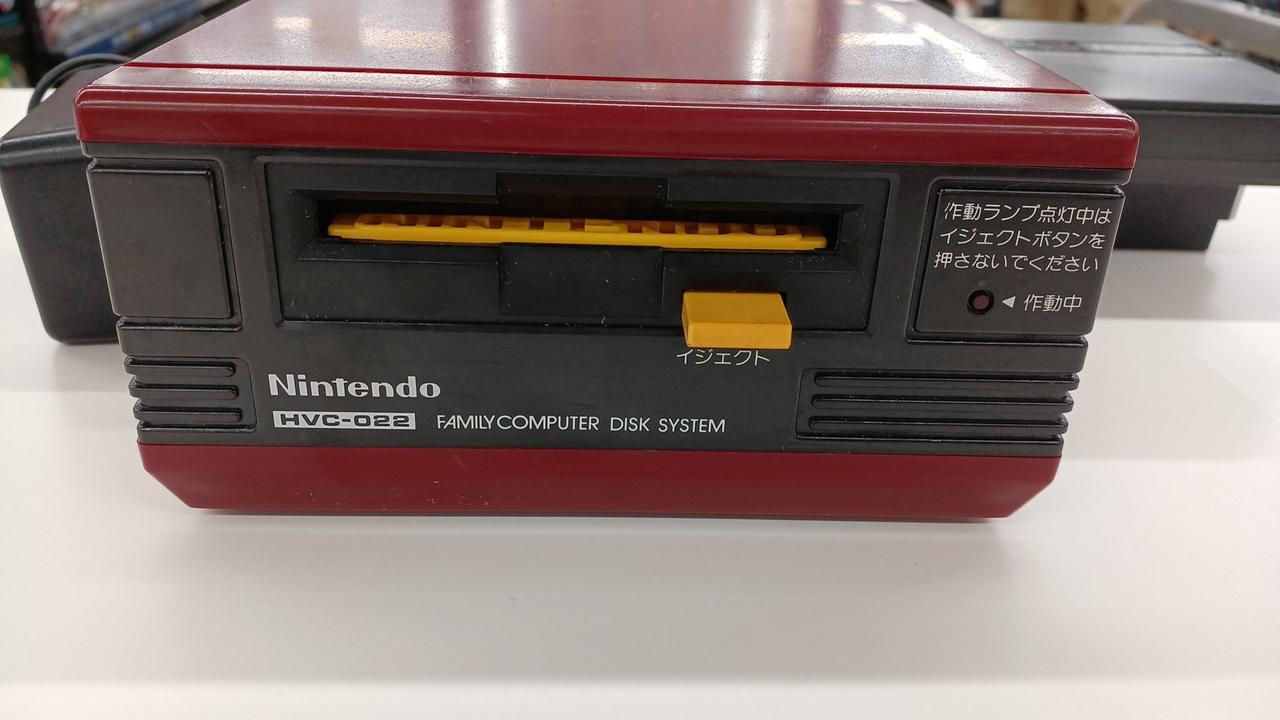 作動ランプ点灯中は
イジェクトボタンを
押さないでください
◀ 作動中
イジェクト
Nintendo
HVC-022 FAMILY COMPUTER DISK SYSTEM